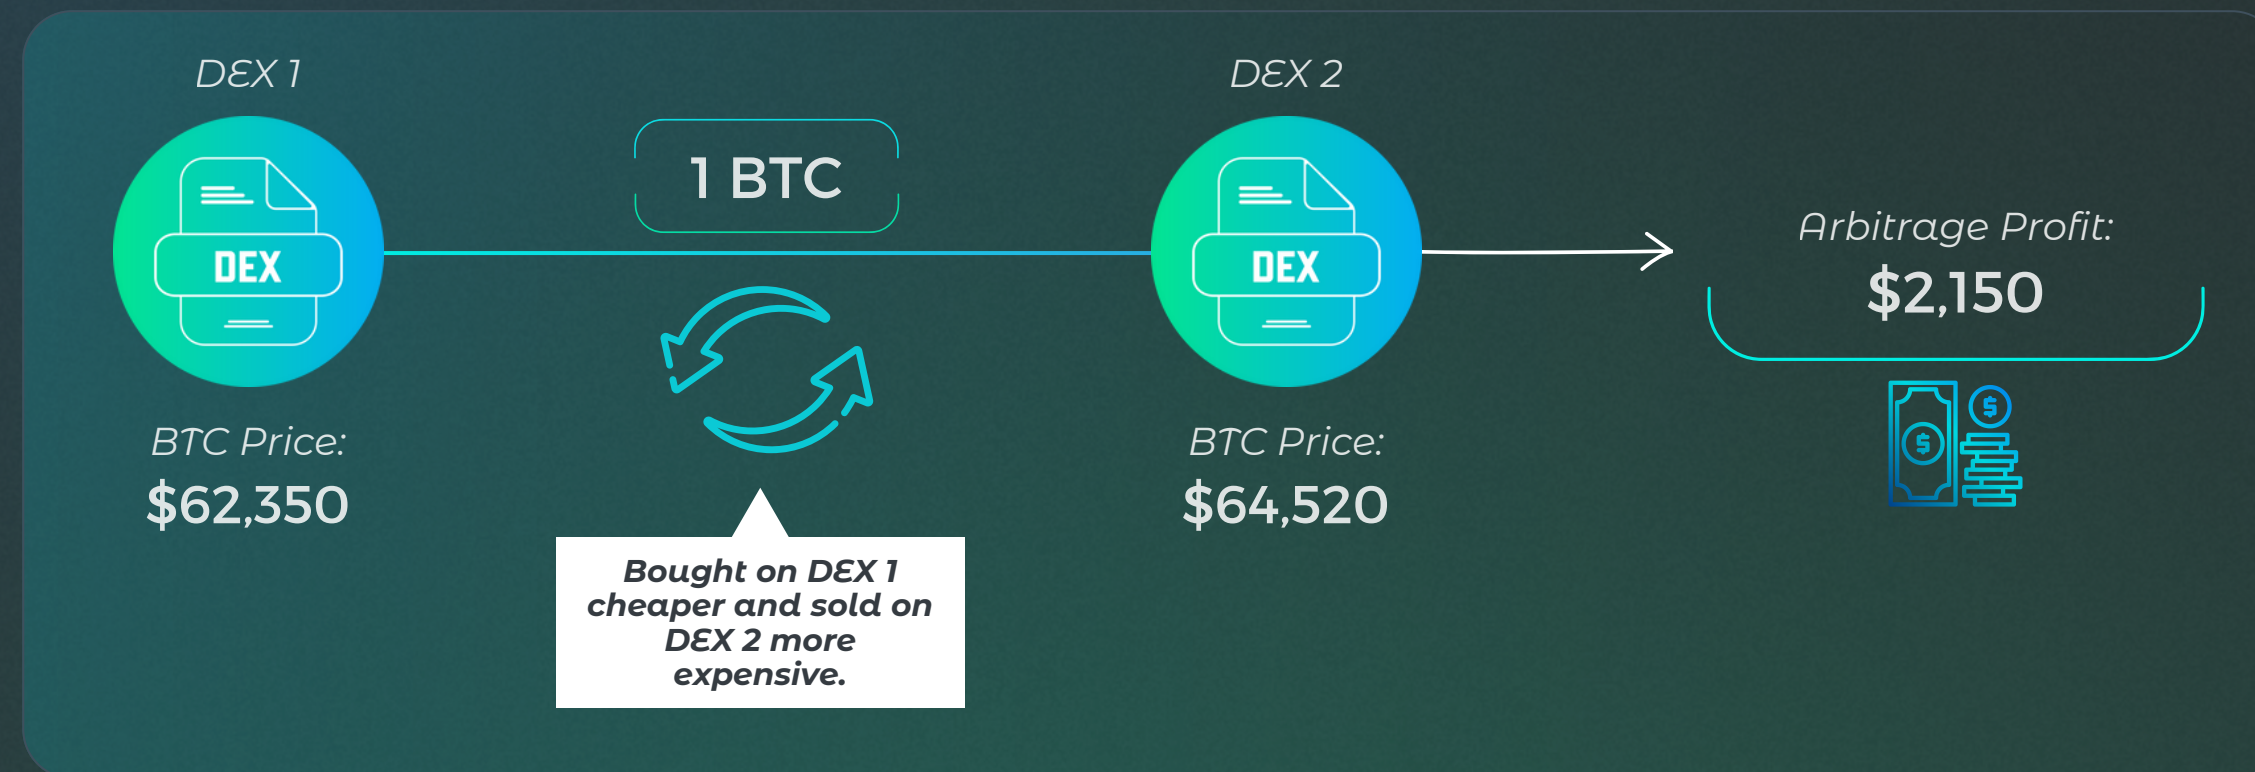 DEX 1
DEX
BTC Price:
$62,350
1 BTC
Bought on DEX 1
cheaper and sold on
DEX 2 more
expensive.
DEX 2
DEX
BTC Price:
$64,520
Arbitrage Profit:
$2,150
$
$